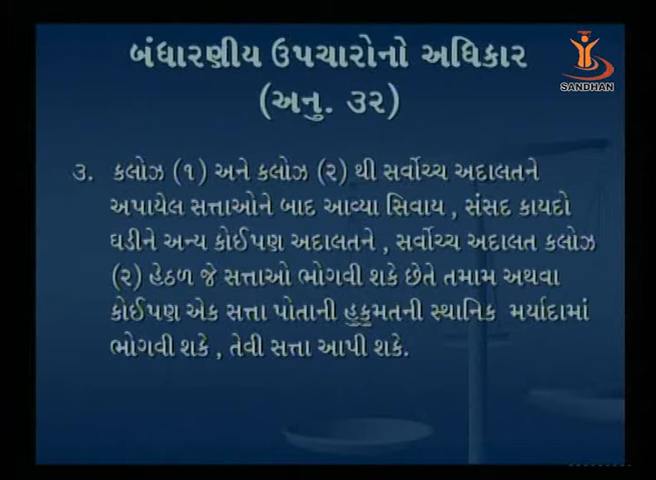 બંધારણીય ઉપચારોનો અધિકાર
(અનુ. ૩૨)
SANDHAN
૩. કલોઝ (૧) અને કલોઝ (૨) થી સર્વોચ્ચ અદાલતને
અપાયેલ સત્તાઓને બાદ આવ્યા સિવાય , સંસદ કાયદો
ઘડીને અન્ય કોઈપણ અદાલતને , સર્વોચ્ચ અદાલત કલોઝ
(૨) હેઠળ જે સત્તાઓ ભોગવી શકે છેતે તમામ અથવા
કોઈપણ એક સત્તા પોતાની હુકુમતની સ્થાનિક મર્યાદામાં
ભોગવી શકે , તેવી સત્તા આપી શકે.